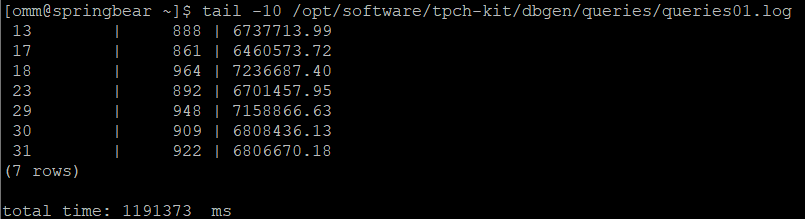 [omm@springbear ~]$ tail -10 /opt/software/tpch-kit/dbgen/queries/queries01.log
13 | 888 | 6737713.99
17 | 861 | 6460573.72
18 | 964 | 7236687.40
23 | 892 | 6701457.95
29 | 948 | 7158866.63
30 | 909 | 6808436.13
31 | 922 | 6806670.18
(7 rows)
total time: 1191373 ms